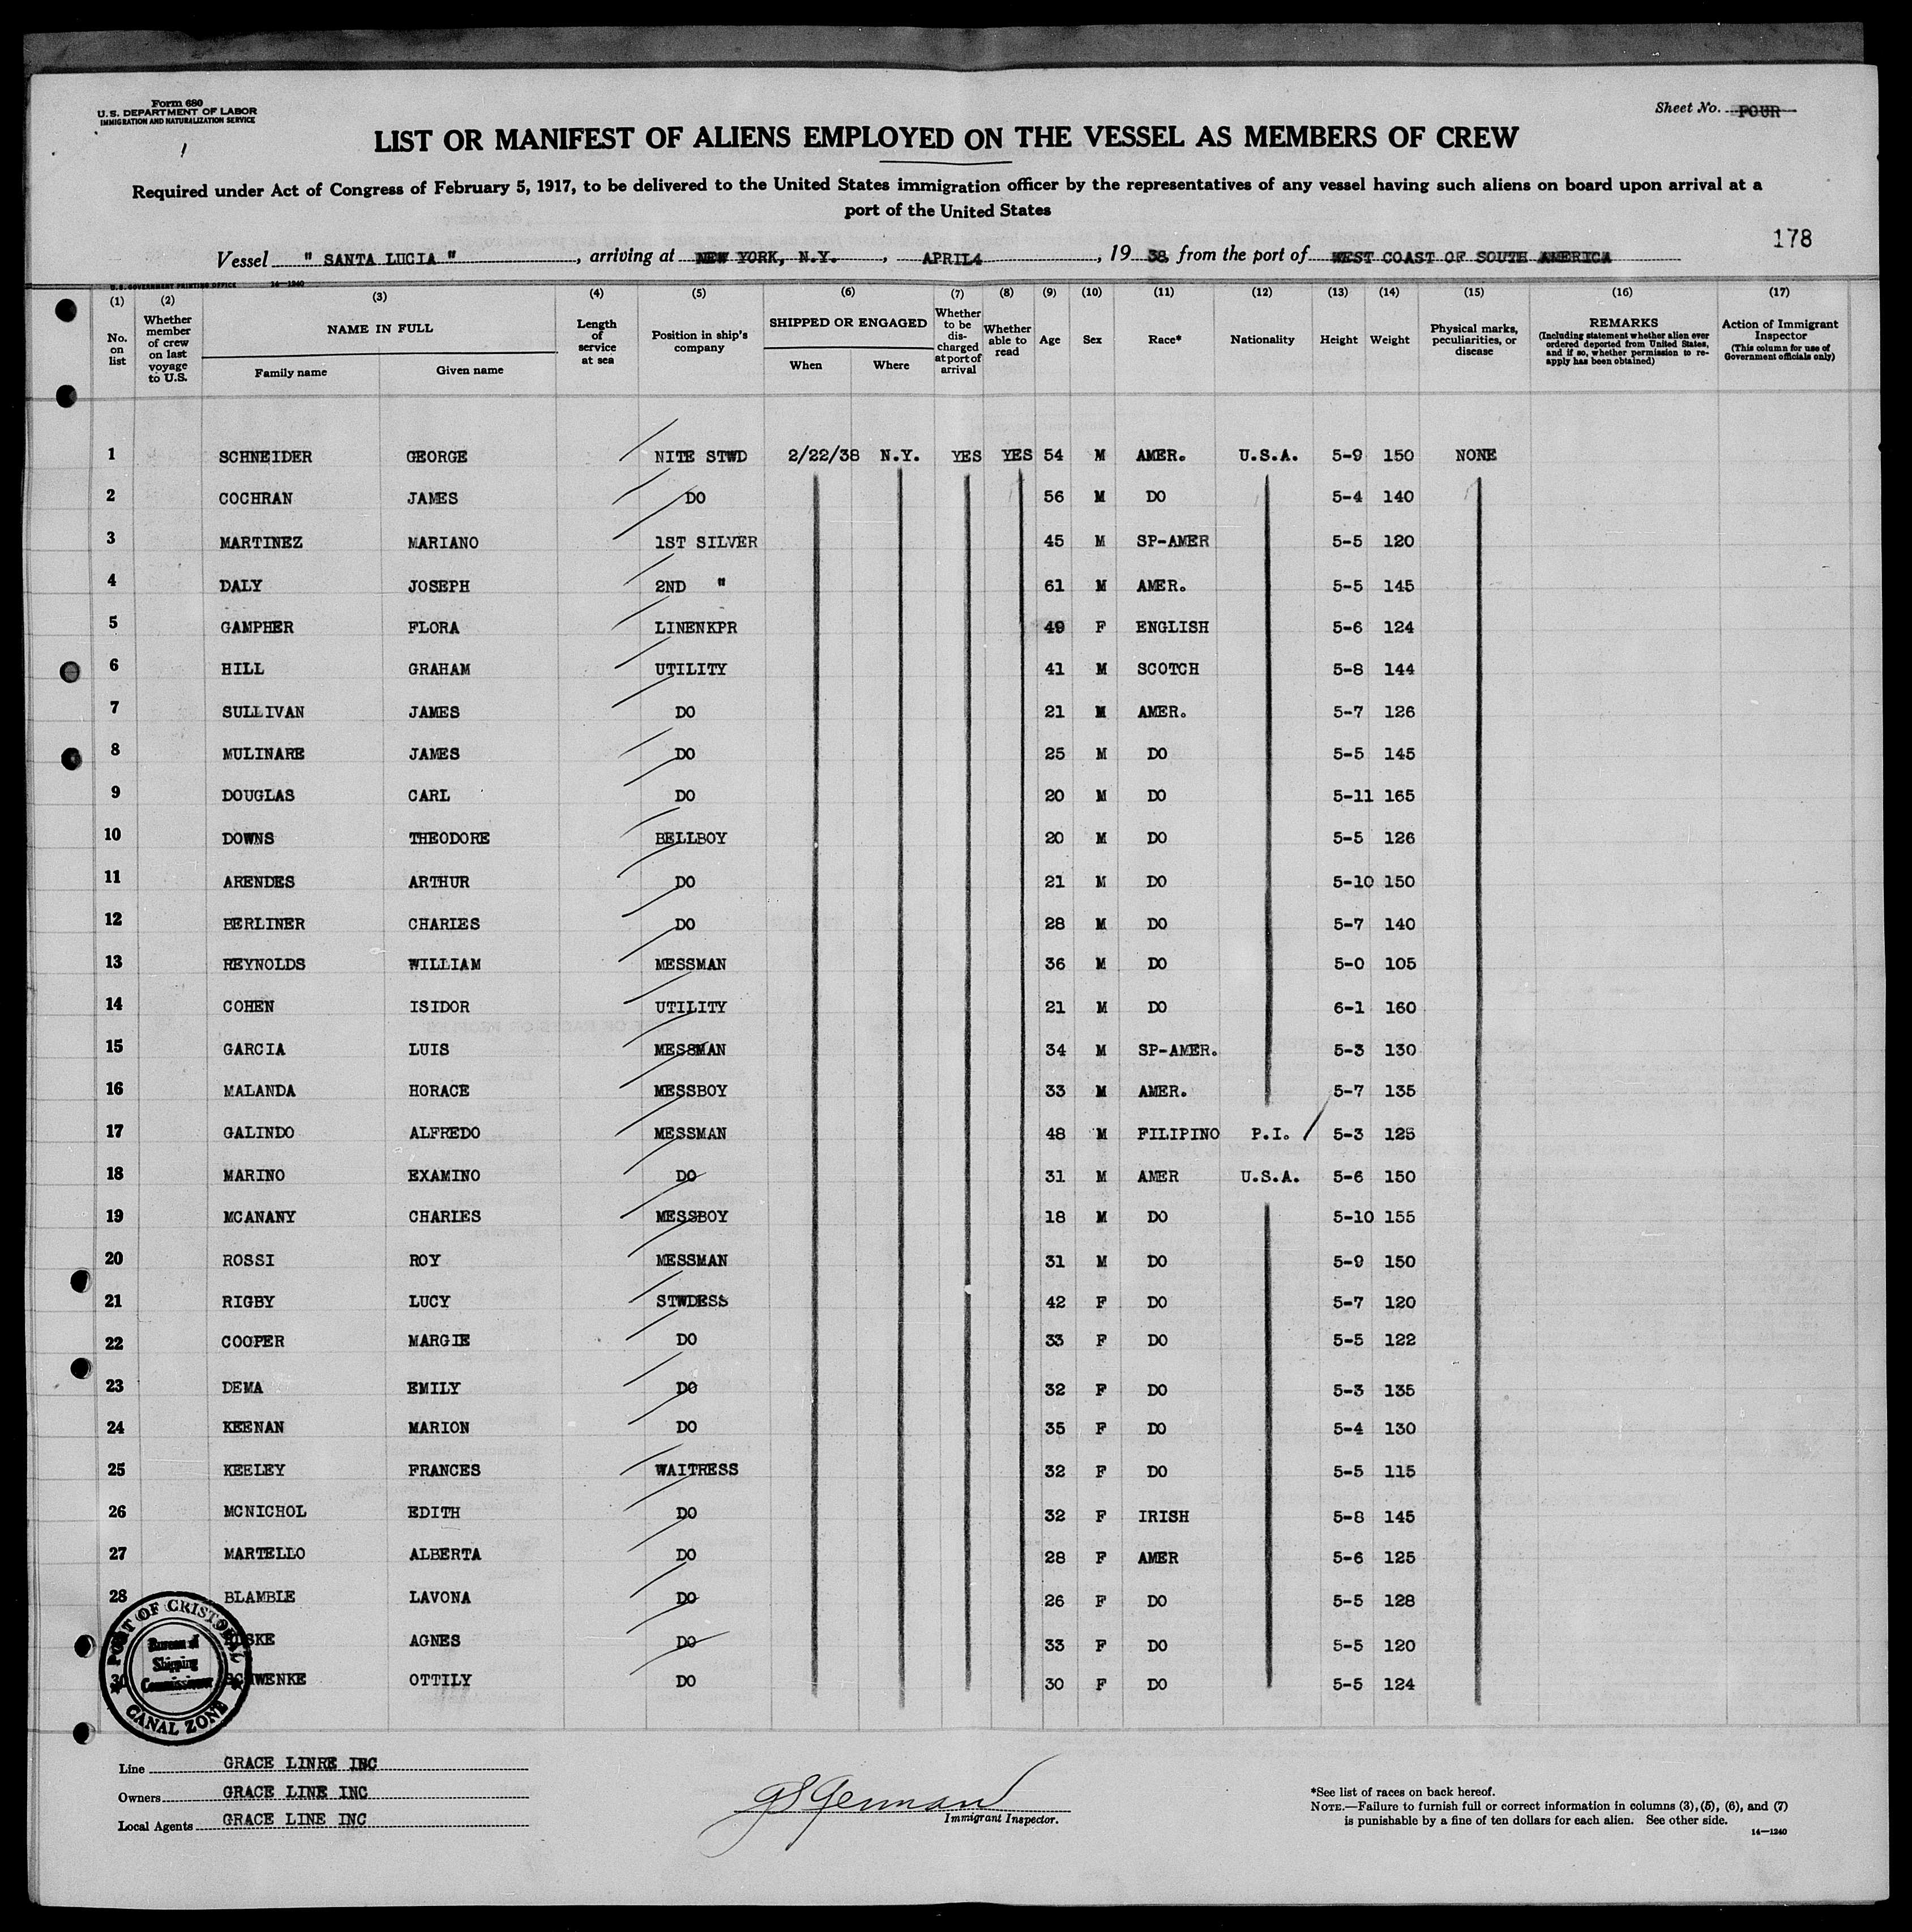 Form 680
U. S. DEPARTMENT OF LABOR
IMMIGRATION AND NATURALIZATION SERVICE
Sheet No. FOUR
LIST OR MANIFEST OF ALIENS EMPLOYED ON THE VESSEL AS MEMBERS OF CREW
Required under Act of Congress of February 5, 1917, to be delivered to the United States immigration officer by the representatives of any vessel having such aliens on board upon arrival at a
port of the United States
178
Vessel " SANTA LUCIA ", arriving at NEW YORK, N.Y., APRIL4, 19 38 from the port of WEST COAST OF SOUTH AMERICA
U. S. GOVERNMENT PRINTING OFFICE 14—1240
(1) (2) (3) (4) (5) (6) (7) (8) (9) (10) (11) (12) (13) (14) (15) (16) (17)
No. on list
Whether member of crew on last voyage to U.S.
NAME IN FULL
Family name
Given name
Length of service at sea
Position in ship's company
SHIPPED OR ENGAGED
When
Where
Whether to be discharged at port of arrival
Whether able to read
Age
Sex
Race*
Nationality
Height
Weight
Physical marks, peculiarities, or disease
REMARKS
(Including statement whether alien ever ordered deported from United States, and if so, whether permission to reapply has been obtained)
Action of Immigrant Inspector
(This column for use of Government officials only)
1 SCHNEIDER GEORGE NITE STWD 2/22/38 N.Y. YES YES 54 M AMER. U.S.A. 5-9 150 NONE
2 COCHRAN JAMES DO 56 M DO 5-4 140
3 MARTINEZ MARIANO 1ST SILVER 45 M SP-AMER 5-5 120
4 DALY JOSEPH 2ND " 61 M AMER. 5-5 145
5 GAMPHER FLORA LINENKPR 49 F ENGLISH 5-6 124
6 HILL GRAHAM UTILITY 41 M SCOTCH 5-8 144
7 SULLIVAN JAMES DO 21 M AMER. 5-7 126
8 MULINARE JAMES DO 25 M DO 5-5 145
9 DOUGLAS CARL DO 20 M DO 5-11 165
10 DOWNS THEODORE BELLBOY 20 M DO 5-5 126
11 ARENDES ARTHUR DO 21 M DO 5-10 150
12 BERLINER CHARLES DO 28 M DO 5-7 140
13 REYNOLDS WILLIAM MESSMAN 36 M DO 5-0 105
14 COHEN ISIDOR UTILITY 21 M DO 6-1 160
15 GARCIA LUIS MESSMAN 34 M SP-AMER. 5-3 130
16 MALANDA HORACE MESSBOY 33 M AMER. 5-7 135
17 GALINDO ALFREDO MESSMAN 48 M FILIPINO P.I. 5-3 125
18 MARINO EXAMINO DO 31 M AMER U.S.A. 5-6 150
19 MCANANY CHARLES MESSBOY 18 M DO 5-10 155
20 ROSSI ROY MESSMAN 31 M DO 5-9 150
21 RIGBY LUCY STWDESS 42 F DO 5-7 120
22 COOPER MARGIE DO 33 F DO 5-5 122
23 DEMA EMILY DO 32 F DO 5-3 135
24 KEENAN MARION DO 35 F DO 5-4 130
25 KEELEY FRANCES WAITRESS 32 F DO 5-5 115
26 MCNICHOL EDITH DO 32 F IRISH 5-8 145
27 MARTELLO ALBERTA DO 28 F AMER 5-6 125
28 BLAMBLE LAVONA DO 26 F DO 5-5 128
AGNES DO 33 F DO 5-5 120
30 SCHWENKE OTTILY DO 30 F DO 5-5 124
PORT OF CRISTOBAL
Bureau of
Shipping
Commissioner
CANAL ZONE
Line GRACE LINRE INC
Owners GRACE LINE INC
Local Agents GRACE LINE INC
Immigrant Inspector.
*See list of races on back hereof.
NOTE.—Failure to furnish full or correct information in columns (3), (5), (6), and (7)
is punishable by a fine of ten dollars for each alien. See other side.
14—1240